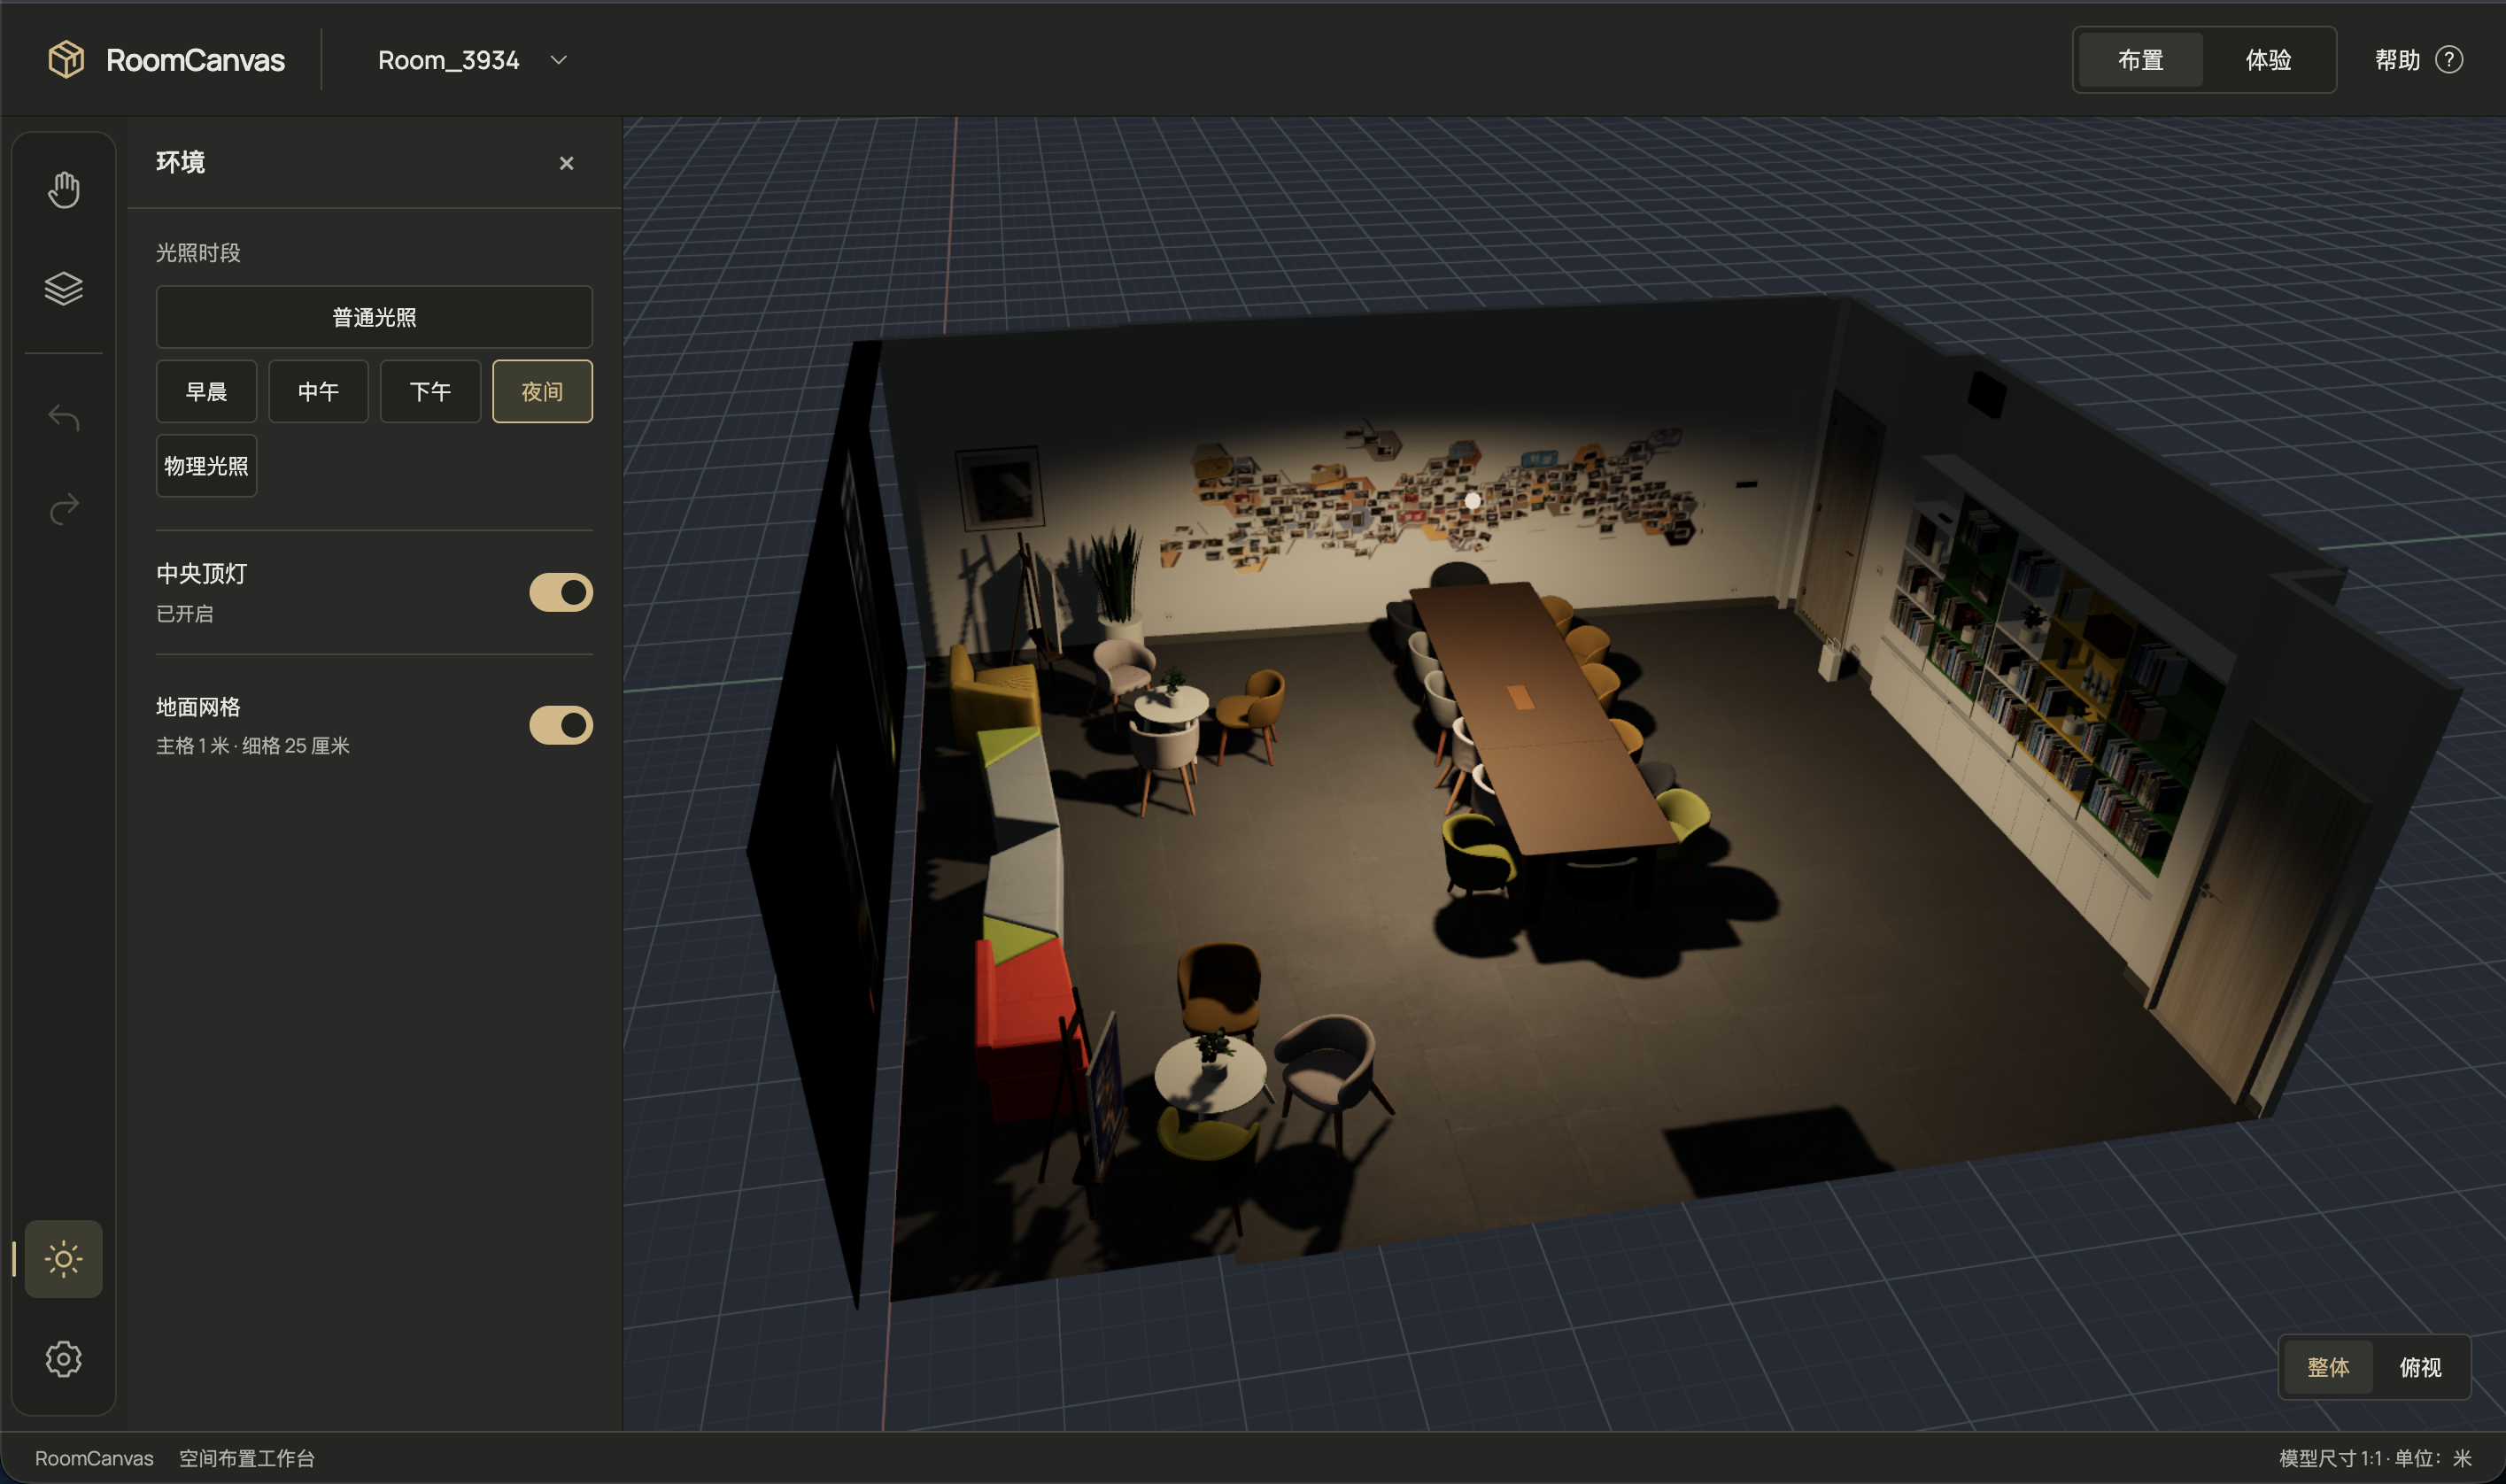 RoomCanvas
Room_3934
布置
体验
帮助 ?
环境
光照时段
普通光照
早晨
中午
下午
夜间
物理光照
中央顶灯
已开启
地面网格
主格 1 米 · 细格 25 厘米
整体
俯视
RoomCanvas
空间布置工作台
模型尺寸 1:1 · 单位：米